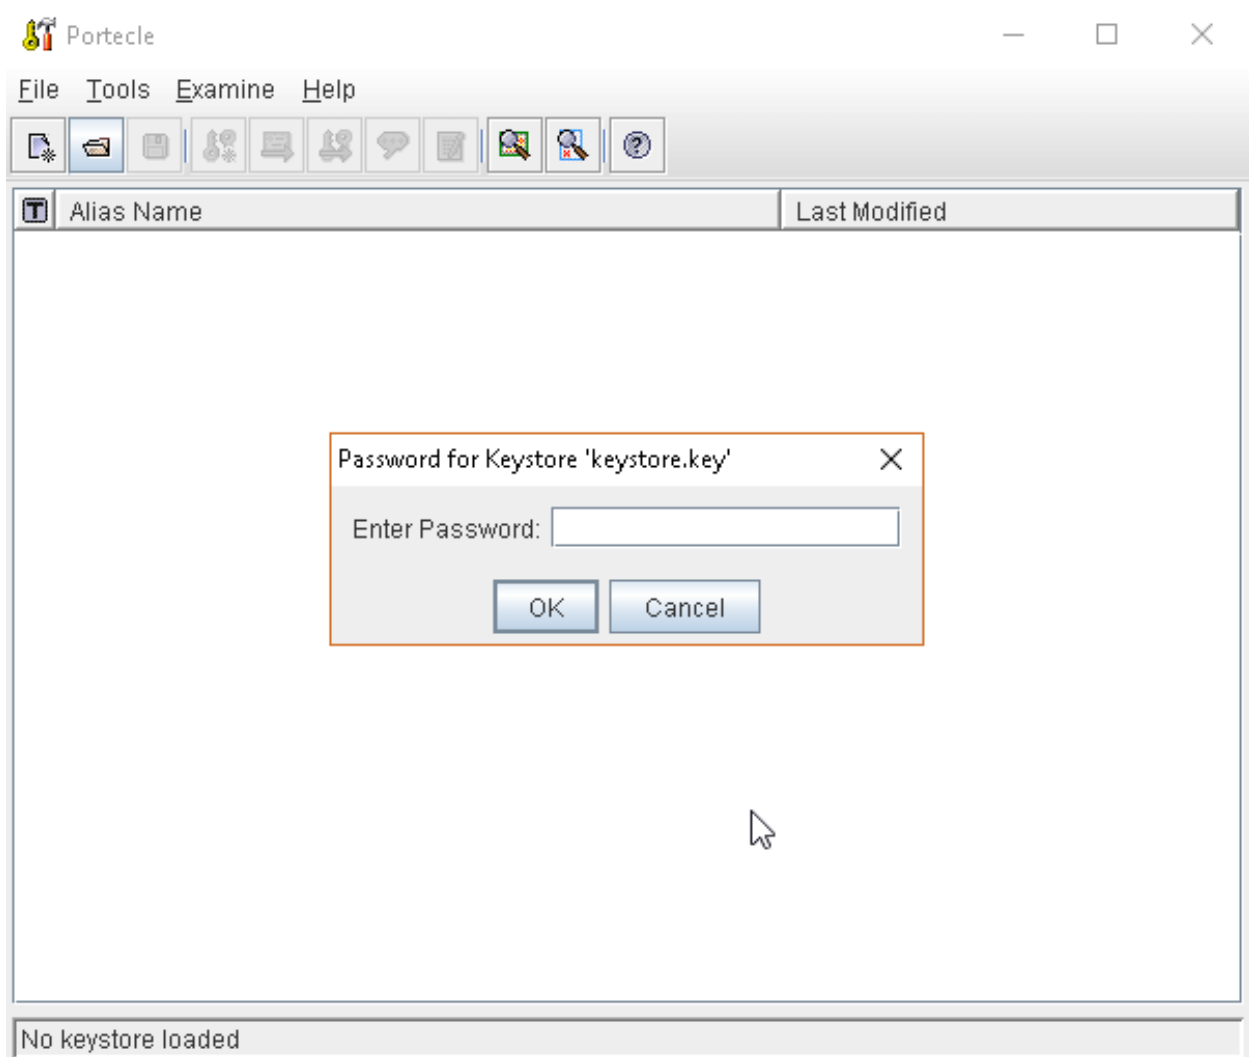 Portecle
File Tools Examine Help
T Alias Name Last Modified
Password for Keystore 'keystore.key'
Enter Password:
OK Cancel
No keystore loaded